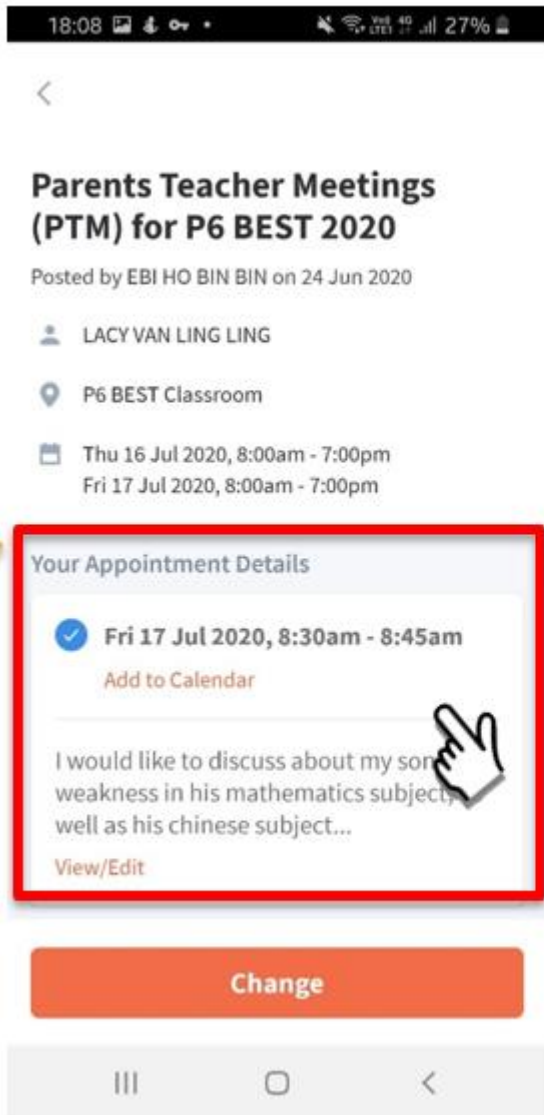 18:08
27%
Parents Teacher Meetings
(PTM) for P6 BEST 2020
Posted by EBI HO BIN BIN on 24 Jun 2020
LACY VAN LING LING
P6 BEST Classroom
Thu 16 Jul 2020, 8:00am - 7:00pm
Fri 17 Jul 2020, 8:00am - 7:00pm
Your Appointment Details
Fri 17 Jul 2020, 8:30am - 8:45am
Add to Calendar
I would like to discuss about my son
weakness in his mathematics subject,
well as his chinese subject...
View/Edit
Change